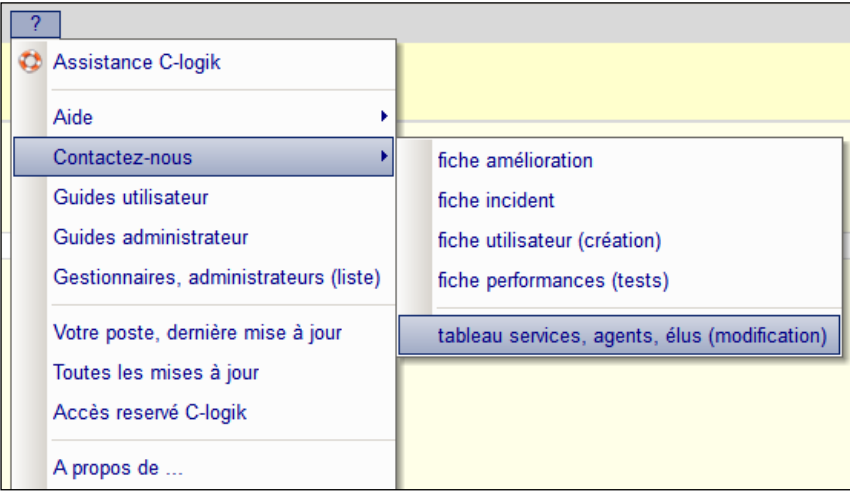 ?
Assistance C-logik
Aide
Contactez-nous
Guides utilisateur
Guides administrateur
Gestionnaires, administrateurs (liste)
Votre poste, dernière mise à jour
Toutes les mises à jour
Accès reservé C-logik
A propos de ...
fiche amélioration
fiche incident
fiche utilisateur (création)
fiche performances (tests)
tableau services, agents, élus (modification)